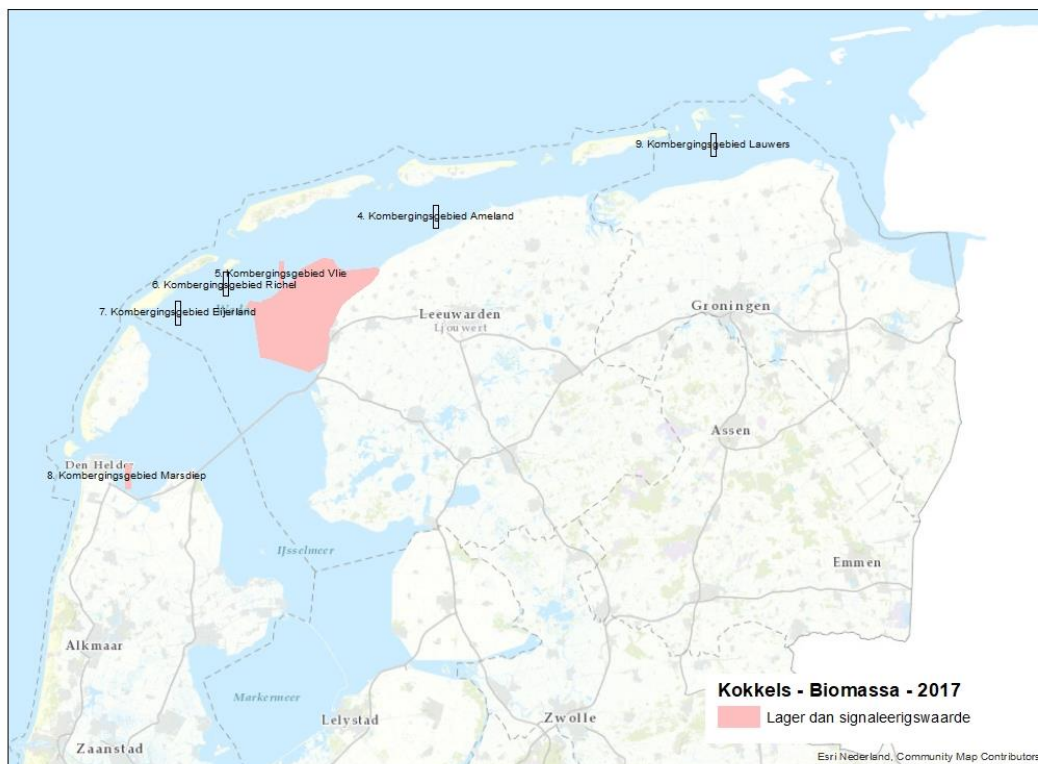 9. Kombergingsgebied Lauwers
4. Kombergingsgebied Ameland
5. Kombergingsgebied Vlie
6. Kombergingsgebied Richel
7. Kombergingsgebied Eijerland
Leeuwarden
Ljouwert
Groningen
Assen
Den Helder
8. Kombergingsgebied Marsdiep
IJsselmeer
Emmen
Alkmaar
Markermeer
Lelystad
Zwolle
Zaanstad
Kokkels - Biomassa - 2017
Lager dan signaleerigswaarde
Esri Nederland, Community Map Contributors